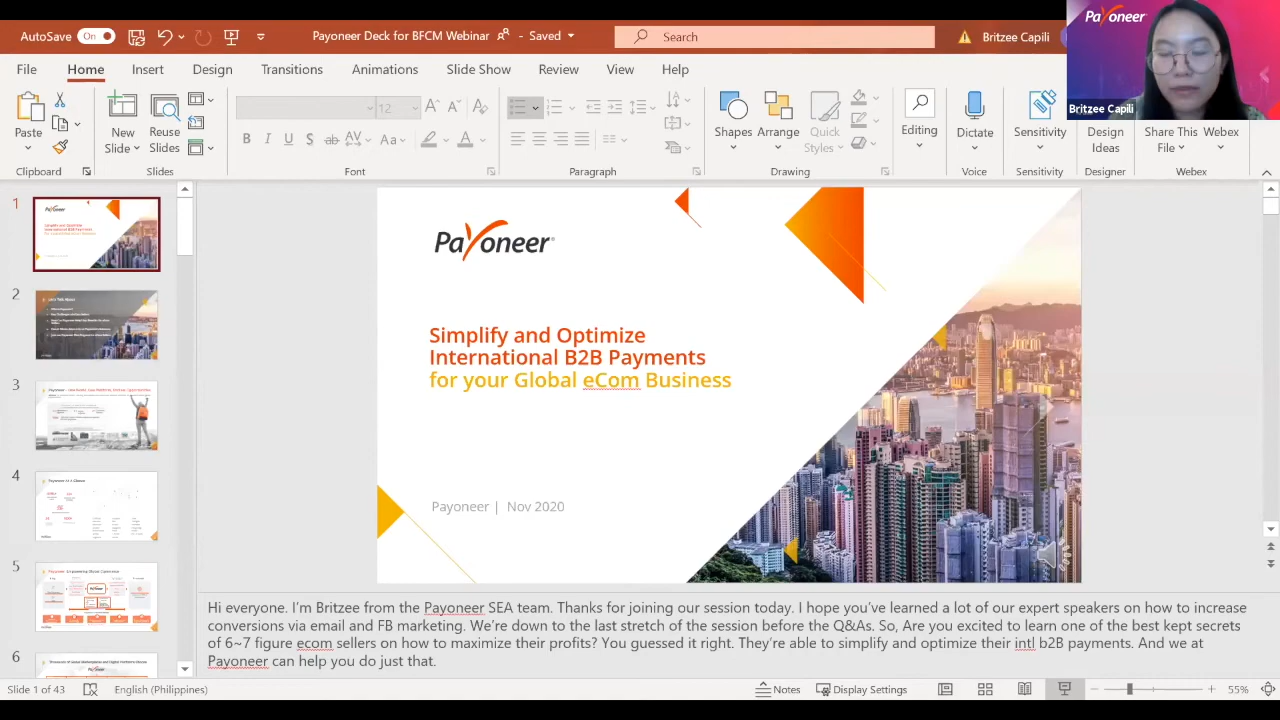 Payoneer
AutoSave On
Payoneer Deck for BFCM Webinar - Saved
Search
Britzee Capili
Britzee Capili
File Home Insert Design Transitions Animations Slide Show Review View Help
Paste
New Slide
Reuse Slides
12
Shapes
Arrange
Quick Styles
Editing
Dictate
Sensitivity
Design Ideas
Share This File
Webex
Clipboard Slides Font Paragraph Drawing Voice Sensitivity Designer Webex
1
2
3
4
5
6
Payoneer
Simplify and Optimize
International B2B Payments
for your Global eCom Business
Payoneer | Nov 2020
Hi everyone. I'm Britzee from the Payoneer SEA team. Thanks for joining our session today, I hope you've learned a lot of our expert speakers on how to increase
conversions via email and FB marketing. We're down to the last stretch of the session before the Q&As. So, Are you excited to learn one of the best kept secrets
of 6~7 figure ecom sellers on how to maximize their profits? You guessed it right. They're able to simplify and optimize their intl b2B payments. And we at
Payoneer can help you do just that.
Slide 1 of 43 English (Philippines) Notes Display Settings 55%